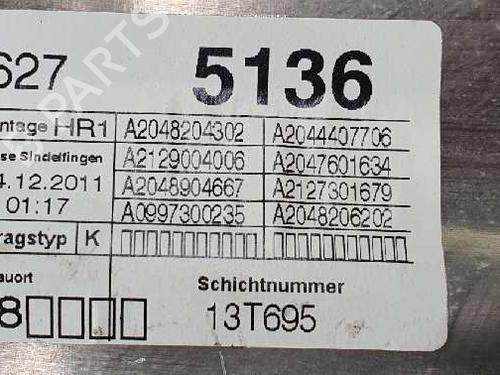 627 5136
ntage HR1 A2048204302 A2044407706
se Sindelfingen A2129004006 A2047601634
4.12.2011 A2048904667 A2127301679
01:17 A0997300235 A2048206202
ragstyp K
auort Schichtnummer
8 13T695